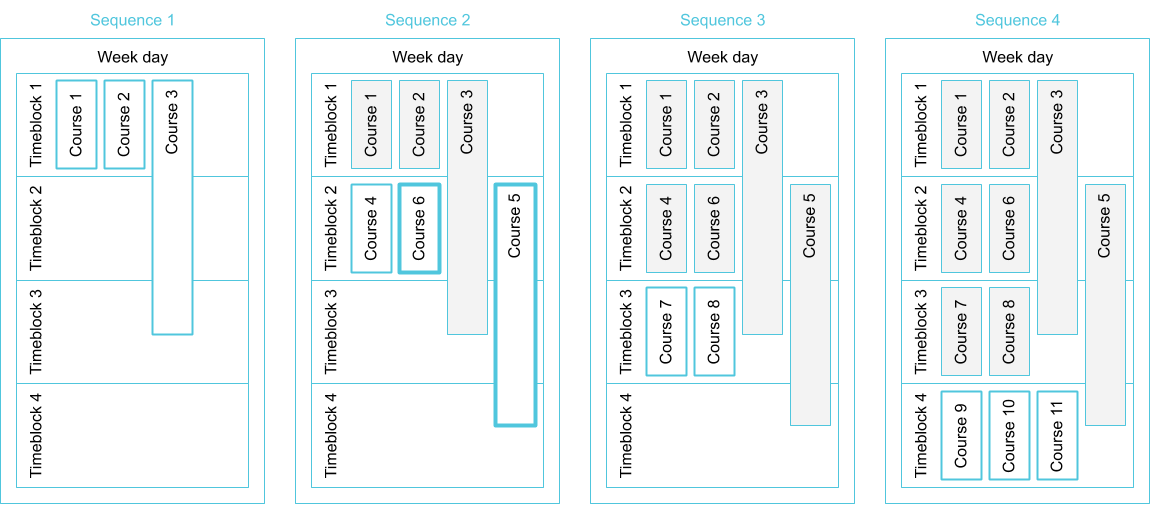 Sequence 1
Week day
Timeblock 1
Course 1
Course 2
Course 3
Timeblock 2
Timeblock 3
Timeblock 4
Sequence 2
Week day
Timeblock 1
Course 1
Course 2
Course 3
Timeblock 2
Course 4
Course 6
Course 5
Timeblock 3
Timeblock 4
Sequence 3
Week day
Timeblock 1
Course 1
Course 2
Course 3
Timeblock 2
Course 4
Course 6
Course 5
Timeblock 3
Course 7
Course 8
Timeblock 4
Sequence 4
Week day
Timeblock 1
Course 1
Course 2
Course 3
Timeblock 2
Course 4
Course 6
Course 5
Timeblock 3
Course 7
Course 8
Timeblock 4
Course 9
Course 10
Course 11